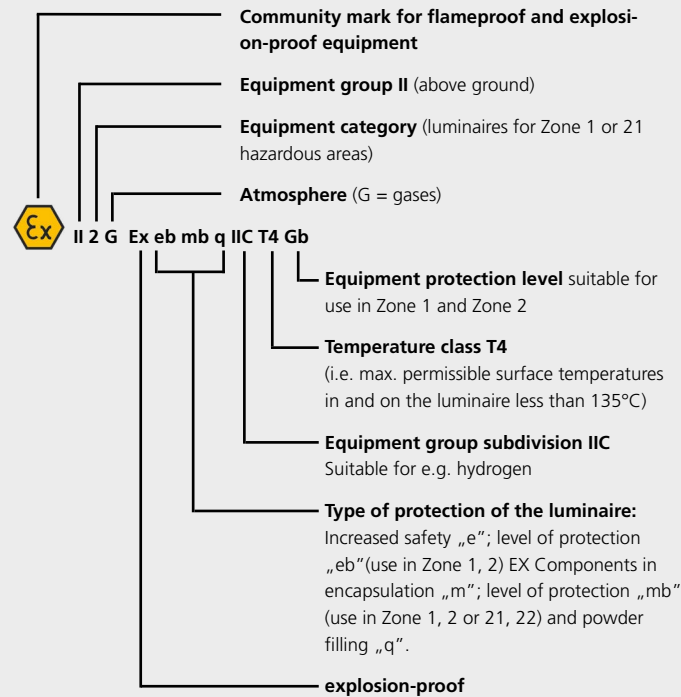 Community mark for flameproof and explosi-
on-proof equipment
Equipment group II (above ground)
Equipment category (luminaires for Zone 1 or 21
hazardous areas)
Atmosphere (G = gases)
Ex II 2 G Ex eb mb q IIC T4 Gb
Equipment protection level suitable for
use in Zone 1 and Zone 2
Temperature class T4
(i.e. max. permissible surface temperatures
in and on the luminaire less than 135°C)
Equipment group subdivision IIC
Suitable for e.g. hydrogen
Type of protection of the luminaire:
Increased safety „e”; level of protection
„eb”(use in Zone 1, 2) EX Components in
encapsulation „m”; level of protection „mb”
(use in Zone 1, 2 or 21, 22) and powder
filling „q”.
explosion-proof